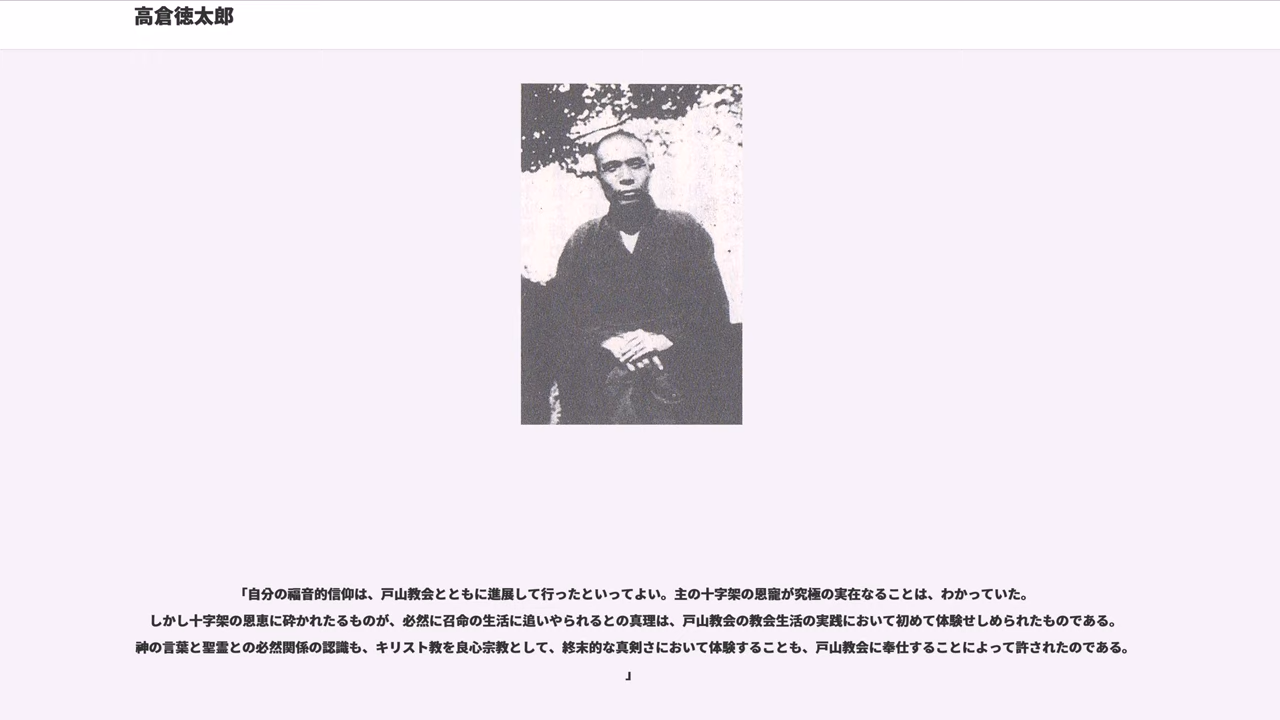 高倉徳太郎
「自分の福音的信仰は、戸山教会とともに進展して行ったといってよい。主の十字架の恩寵が究極の実在なることは、わかっていた。
しかし十字架の恩恵に砕かれたるものが、必然に召命の生活に追いやられるとの真理は、戸山教会の教会生活の実践において初めて体験せしめられたものである。
神の言葉と聖霊との必然関係の認識も、キリスト教を良心宗教として、終末的な真剣さにおいて体験することも、戸山教会に奉仕することによって許されたのである。
」